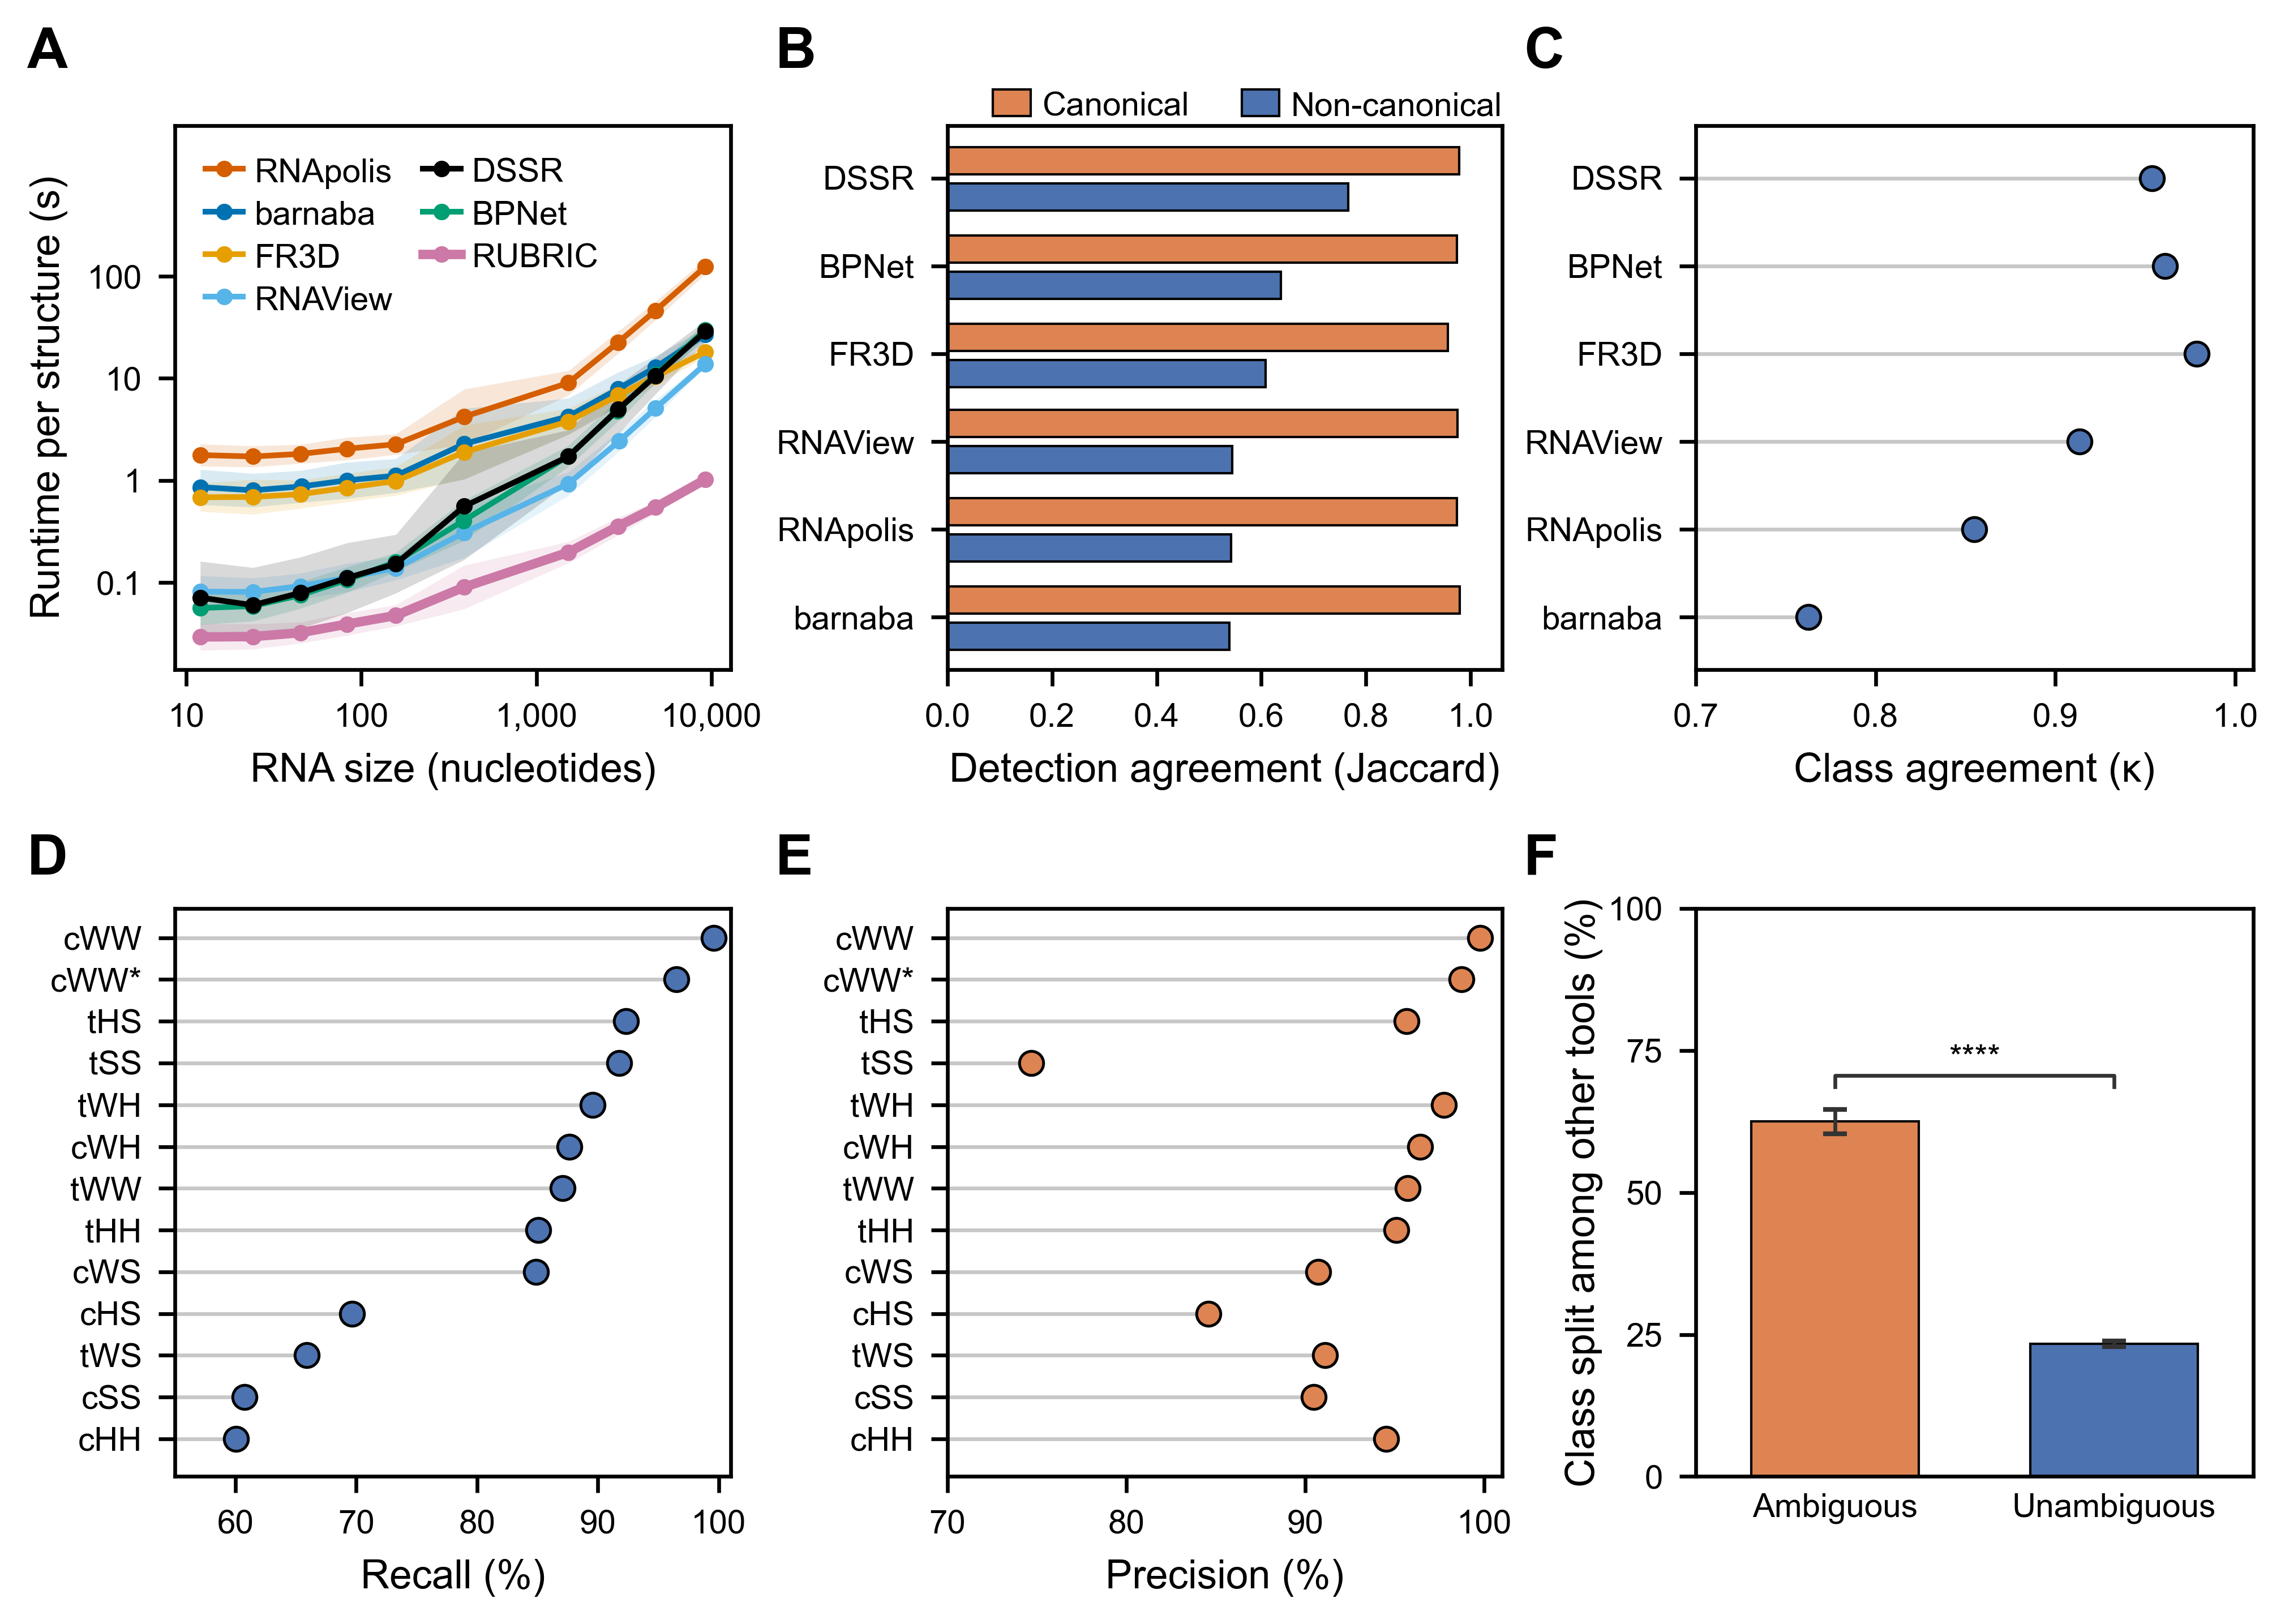 A
B
C
Canonical
Non-canonical
RNApolis
barnaba
FR3D
RNAView
DSSR
BPNet
RUBRIC
Runtime per structure (s)
100
10
1
0.1
10
100
1,000
10,000
RNA size (nucleotides)
DSSR
BPNet
FR3D
RNAView
RNApolis
barnaba
0.0
0.2
0.4
0.6
0.8
1.0
Detection agreement (Jaccard)
DSSR
BPNet
FR3D
RNAView
RNApolis
barnaba
0.7
0.8
0.9
1.0
Class agreement (κ)
D
E
F
cWW
cWW*
tHS
tSS
tWH
cWH
tWW
tHH
cWS
cHS
tWS
cSS
cHH
60
70
80
90
100
Recall (%)
cWW
cWW*
tHS
tSS
tWH
cWH
tWW
tHH
cWS
cHS
tWS
cSS
cHH
70
80
90
100
Precision (%)
Class split among other tools (%)
100
75
50
25
0
****
Ambiguous
Unambiguous